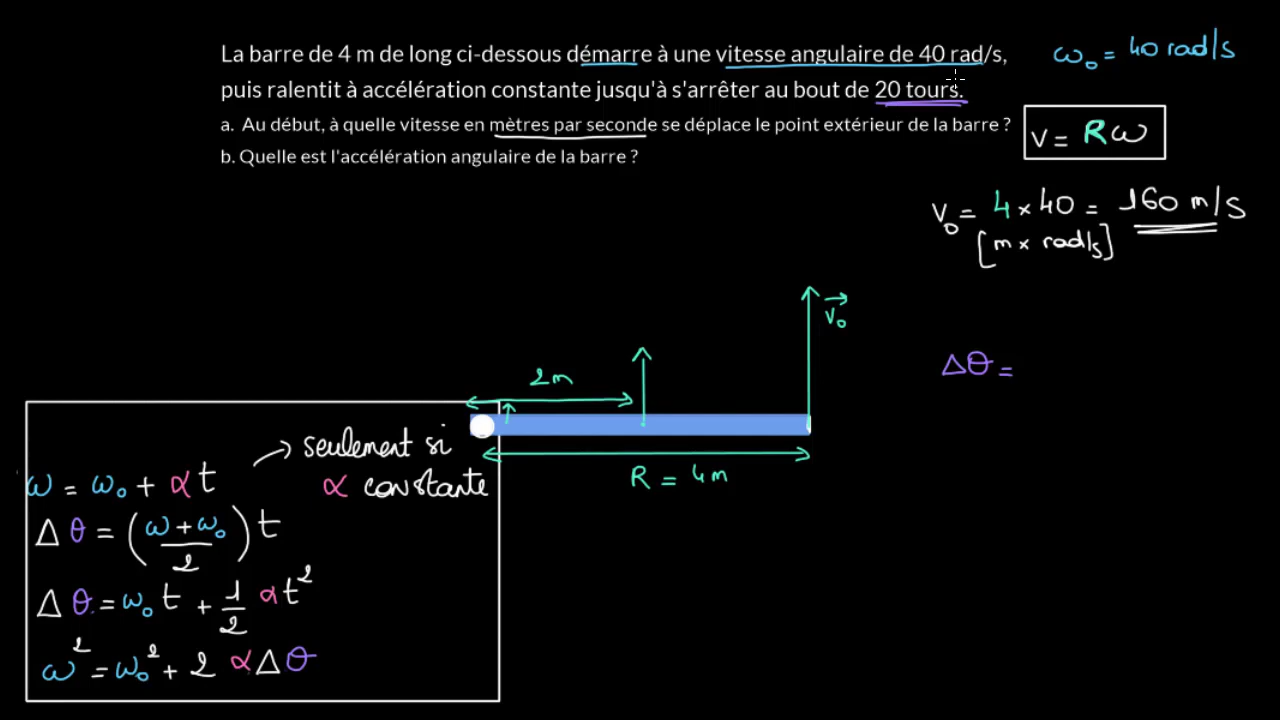 La barre de 4 m de long ci-dessous démarre à une vitesse angulaire de 40 rad/s,
puis ralentit à accélération constante jusqu'à s'arrêter au bout de 20 tours.
a. Au début, à quelle vitesse en mètres par seconde se déplace le point extérieur de la barre ?
b. Quelle est l'accélération angulaire de la barre ?
ω₀ = 40 rad/s
V = Rω
V₀ = 4 × 40 = 160 m/s
[m × rad/s]
V₀
Δθ =
2m
R = 4m
→ seulement si
α constante
ω = ω₀ + αt
Δθ = (ω + ω₀ / 2) t
Δθ = ω₀t + 1/2 αt²
ω² = ω₀² + 2αΔθ